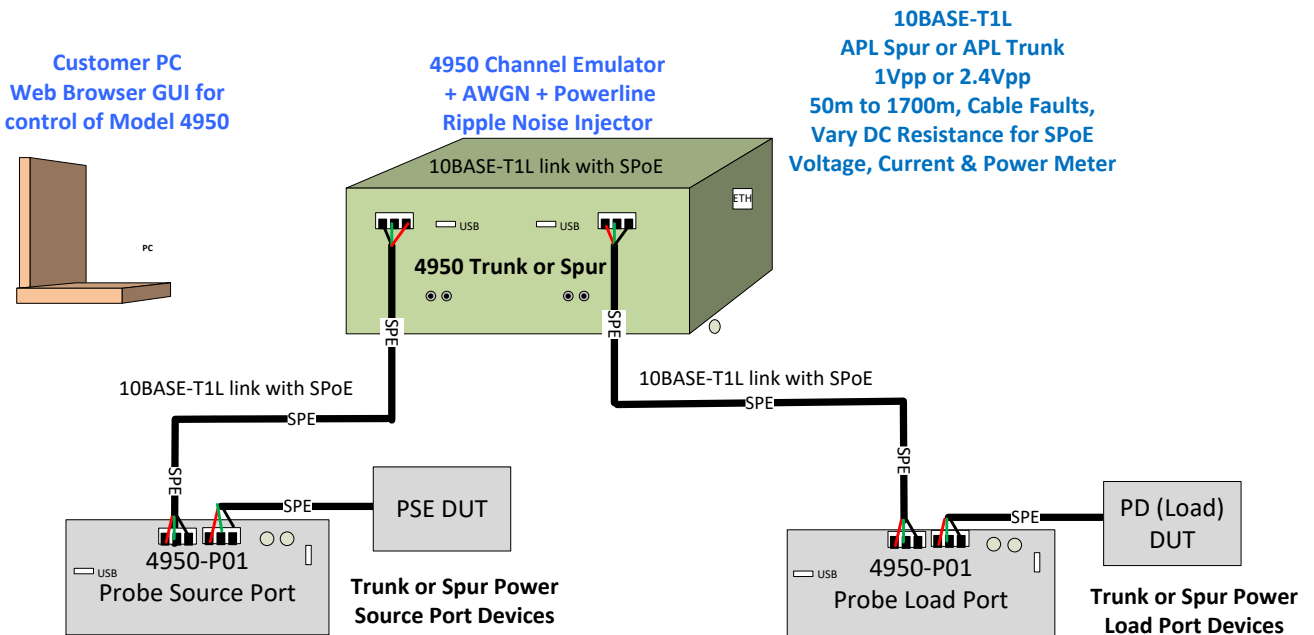 Customer PC
Web Browser GUI for
control of Model 4950
4950 Channel Emulator
+ AWGN + Powerline
Ripple Noise Injector
10BASE-T1L
APL Spur or APL Trunk
1Vpp or 2.4Vpp
50m to 1700m, Cable Faults,
Vary DC Resistance for SPoE
Voltage, Current & Power Meter
10BASE-T1L link with SPoE
ETH
USB
USB
PC
4950 Trunk or Spur
SPE
SPE
10BASE-T1L link with SPoE
SPE
10BASE-T1L link with SPoE
SPE
SPE
SPE
SPE
PSE DUT
SPE
PD (Load)
DUT
4950-P01
USB
Probe Source Port
Trunk or Spur Power
Source Port Devices
4950-P01
USB
Probe Load Port
Trunk or Spur Power
Load Port Devices